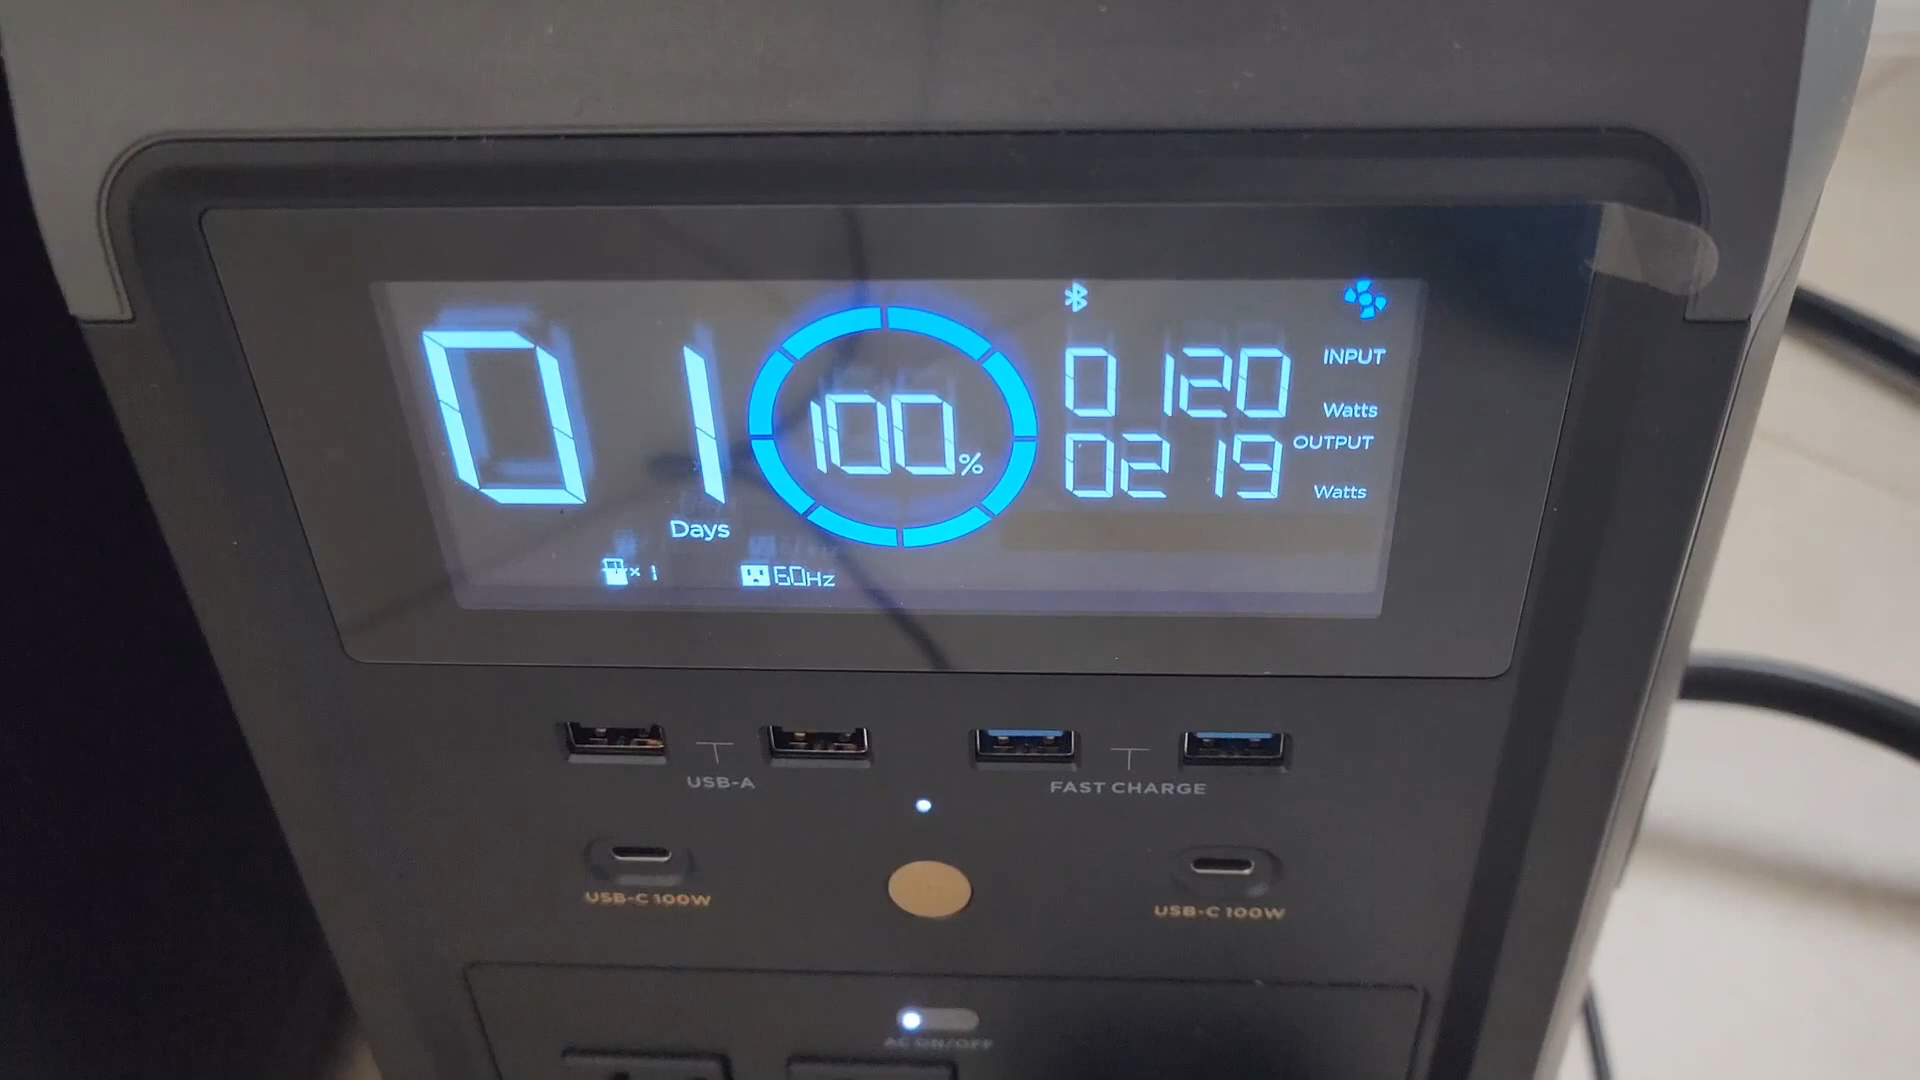 01 Days
100%
0120 INPUT Watts
0219 OUTPUT Watts
× 1
60Hz
USB-A
FAST CHARGE
USB-C 100W
USB-C 100W
AC ON/OFF